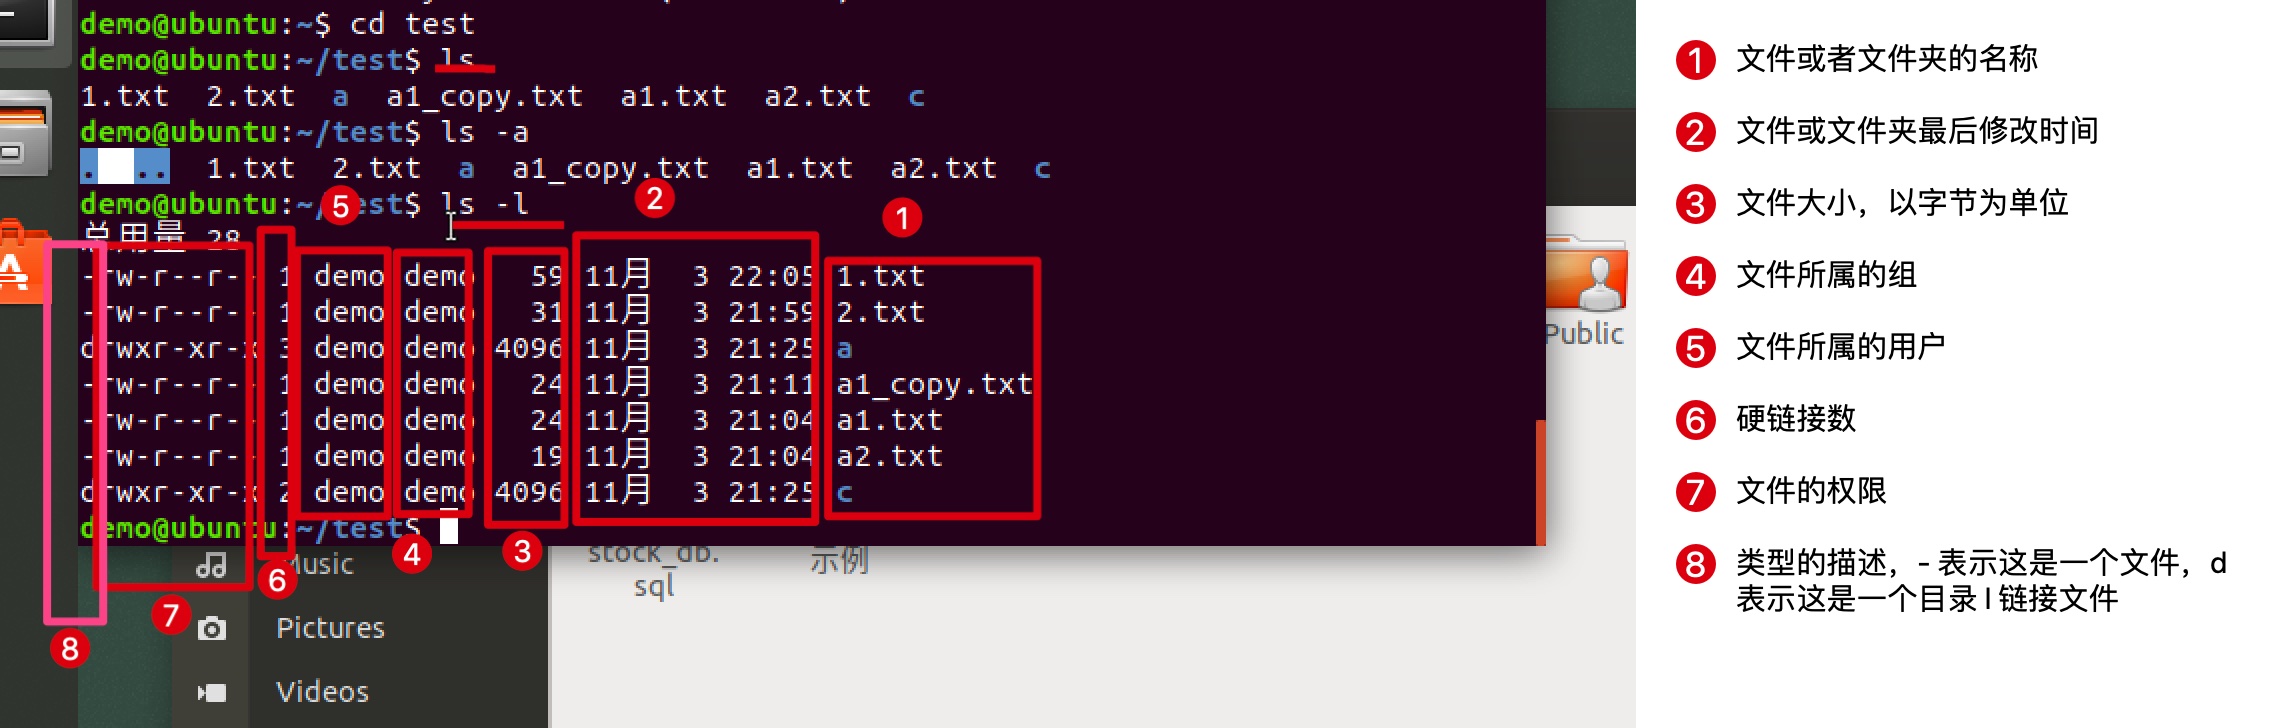 demo@ubuntu:~$ cd test
demo@ubuntu:~/test$ ls
1.txt  2.txt  a  a1_copy.txt  a1.txt  a2.txt  c
demo@ubuntu:~/test$ ls -a
.  ..  1.txt  2.txt  a  a1_copy.txt  a1.txt  a2.txt  c
demo@ubuntu:~/test$ ls -l
5
2
1
总用量 28
-rw-r--r-- 1 demo demo   59 11月  3 22:05 1.txt
-rw-r--r-- 1 demo demo   31 11月  3 21:59 2.txt
drwxr-xr-x 3 demo demo 4096 11月  3 21:25 a
-rw-r--r-- 1 demo demo   24 11月  3 21:11 a1_copy.txt
-rw-r--r-- 1 demo demo   24 11月  3 21:04 a1.txt
-rw-r--r-- 1 demo demo   19 11月  3 21:04 a2.txt
drwxr-xr-x 2 demo demo 4096 11月  3 21:25 c
demo@ubuntu:~/test$
4
3
6
7
8
Music
Pictures
Videos
stock_db.
sql
示例
Public
1 文件或者文件夹的名称
2 文件或文件夹最后修改时间
3 文件大小，以字节为单位
4 文件所属的组
5 文件所属的用户
6 硬链接数
7 文件的权限
8 类型的描述，- 表示这是一个文件，d
表示这是一个目录 l 链接文件